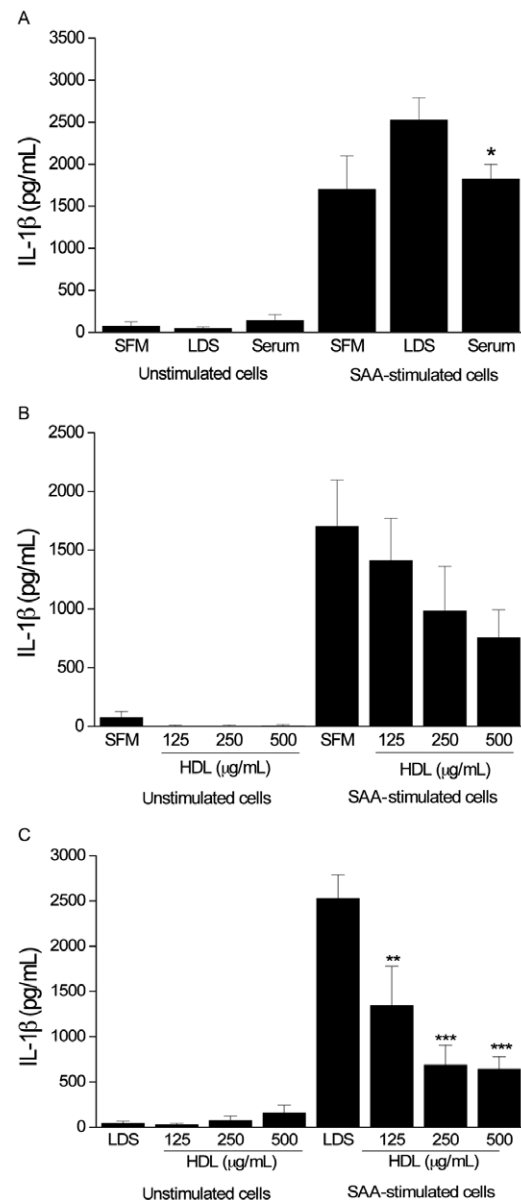 A
IL-1β (pg/mL)
3500
3000
2500
2000
1500
1000
500
0
*
SFM LDS Serum SFM LDS Serum
Unstimulated cells SAA-stimulated cells
B
IL-1β (pg/mL)
2500
2000
1500
1000
500
0
SFM 125 250 500 SFM 125 250 500
HDL (μg/mL) HDL (μg/mL)
Unstimulated cells SAA-stimulated cells
C
IL-1β (pg/mL)
3000
2500
2000
1500
1000
500
0
** *** ***
LDS 125 250 500 LDS 125 250 500
HDL (μg/mL) HDL (μg/mL)
Unstimulated cells SAA-stimulated cells